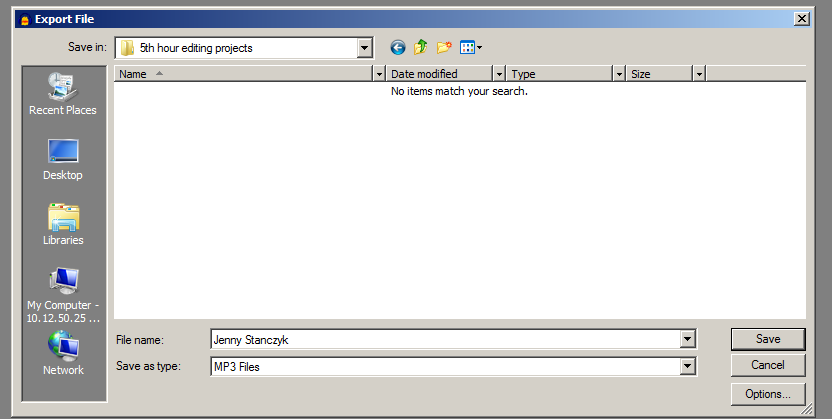 Export File
Save in: 5th hour editing projects
Name Date modified Type Size
No items match your search.
Recent Places
Desktop
Libraries
My Computer -
10.12.50.25 ...
Network
File name: Jenny Stanczyk Save
Save as type: MP3 Files Cancel
Options...